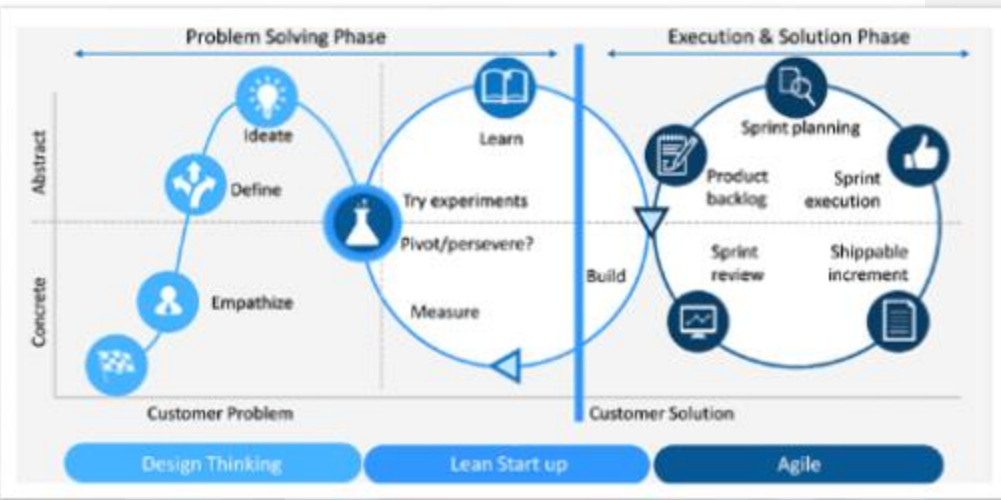 Problem Solving Phase
Execution & Solution Phase
Abstract
Concrete
Ideate
Define
Empathize
Learn
Try experiments
Pivot/persevere?
Measure
Build
Sprint planning
Product
backlog
Sprint
execution
Sprint
review
Shippable
increment
Customer Problem
Customer Solution
Design Thinking
Lean Start up
Agile